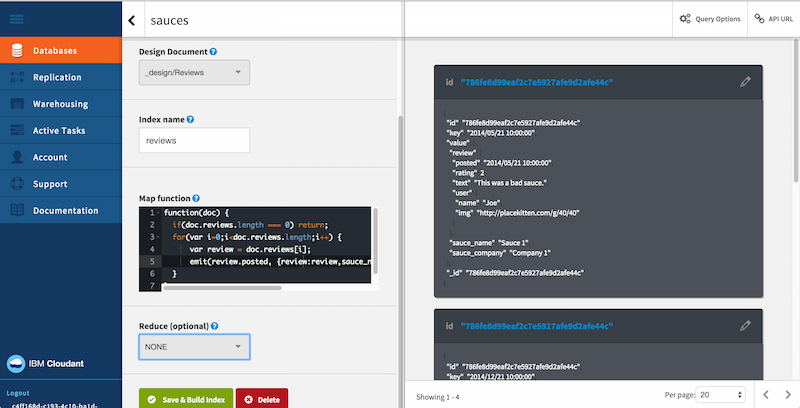 sauces
Query Options
API URL
Databases
Replication
Warehousing
Active Tasks
Account
Support
Documentation
IBM Cloudant
Logout
c4ff168d-c193-4c10-ba1d-
Design Document
_design/Reviews
Index name
reviews
Map function
1 function(doc) {
2 if(doc.reviews.length === 0) return;
3 for(var i=0;i<doc.reviews.length;i++) {
4 var review = doc.reviews[i];
5 emit(review.posted, {review:review,sauce_n
6 }
7
Reduce (optional)
NONE
Save & Build Index
Delete
id "786fe8d99eaf2c7e5927afe9d2afe44c"
{
"id" "786fe8d99eaf2c7e5927afe9d2afe44c"
"key" "2014/05/21 10:00:00"
"value"
"review"
"posted" "2014/05/21 10:00:00"
"rating" 2
"text" "This was a bad sauce."
"user"
"name" "Joe"
"img" "http://placekitten.com/g/40/40"
"sauce_name" "Sauce 1"
"sauce_company" "Company 1"
"_id" "786fe8d99eaf2c7e5927afe9d2afe44c"
id "786fe8d99eaf2c7e5927afe9d2afe44c"
"id" "786fe8d99eaf2c7e5927afe9d2afe44c"
"key" "2014/12/21 10:00:00"
Showing 1 - 4
Per page: 20